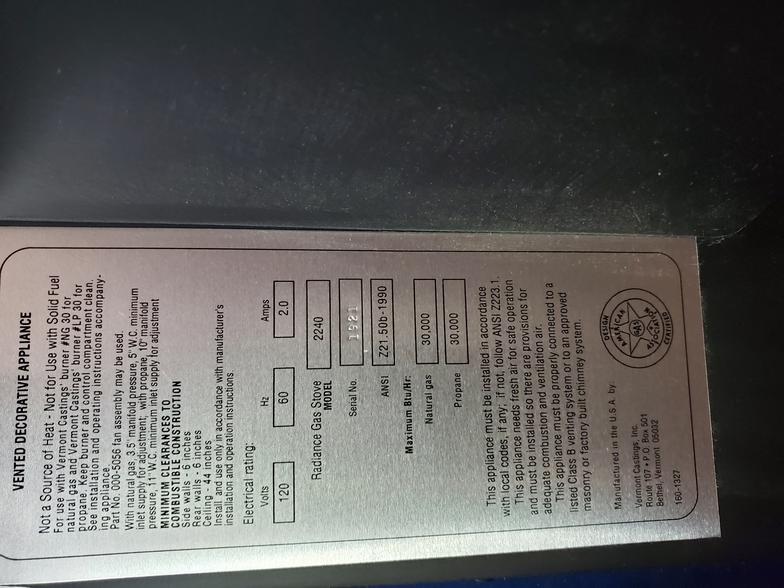 VENTED DECORATIVE APPLIANCE
Not a Source of Heat - Not for Use with Solid Fuel
For use with Vermont Castings' burner #NG 30 for
natural gas and Vermont Castings' burner #LP 30 for
propane. Keep burner and control compartment clean.
See installation and operating instructions accompany-
ing appliance.
Part No. 000-5056 fan assembly may be used.
With natural gas, 3.5" manifold pressure, 5" W.C. minimum
inlet supply for adjustment; with propane, 10" manifold
pressure, 11" W.C. minimum inlet supply for adjustment
MINIMUM CLEARANCES TO
COMBUSTIBLE CONSTRUCTION
Side walls - 6 inches
Rear walls - 6 inches
Ceiling - 44 inches
Install and use only in accordance with manufacturer's
installation and operation instructions.
Electrical rating:
Volts Hz Amps
120 60 2.0
Radiance Gas Stove
MODEL 2240
Serial No. 1921
ANSI Z21.50b-1990
Maximum Btu/Hr:
Natural gas 30,000
Propane 30,000
This appliance must be installed in accordance
with local codes, if any; if not, follow ANSI Z223.1.
This appliance needs fresh air for safe operation
and must be installed so there are provisions for
adequate combustion and ventilation air.
This appliance must be properly connected to a
listed Class B venting system or to an approved
masonry or factory built chimney system.
Manufactured in the U.S.A. by:
Vermont Castings, Inc.
Route 107 • P.O. Box 501
Bethel, Vermont 05032
160-1327
DESIGN
AMERICAN
GAS
ASSOCIATION
CERTIFIED